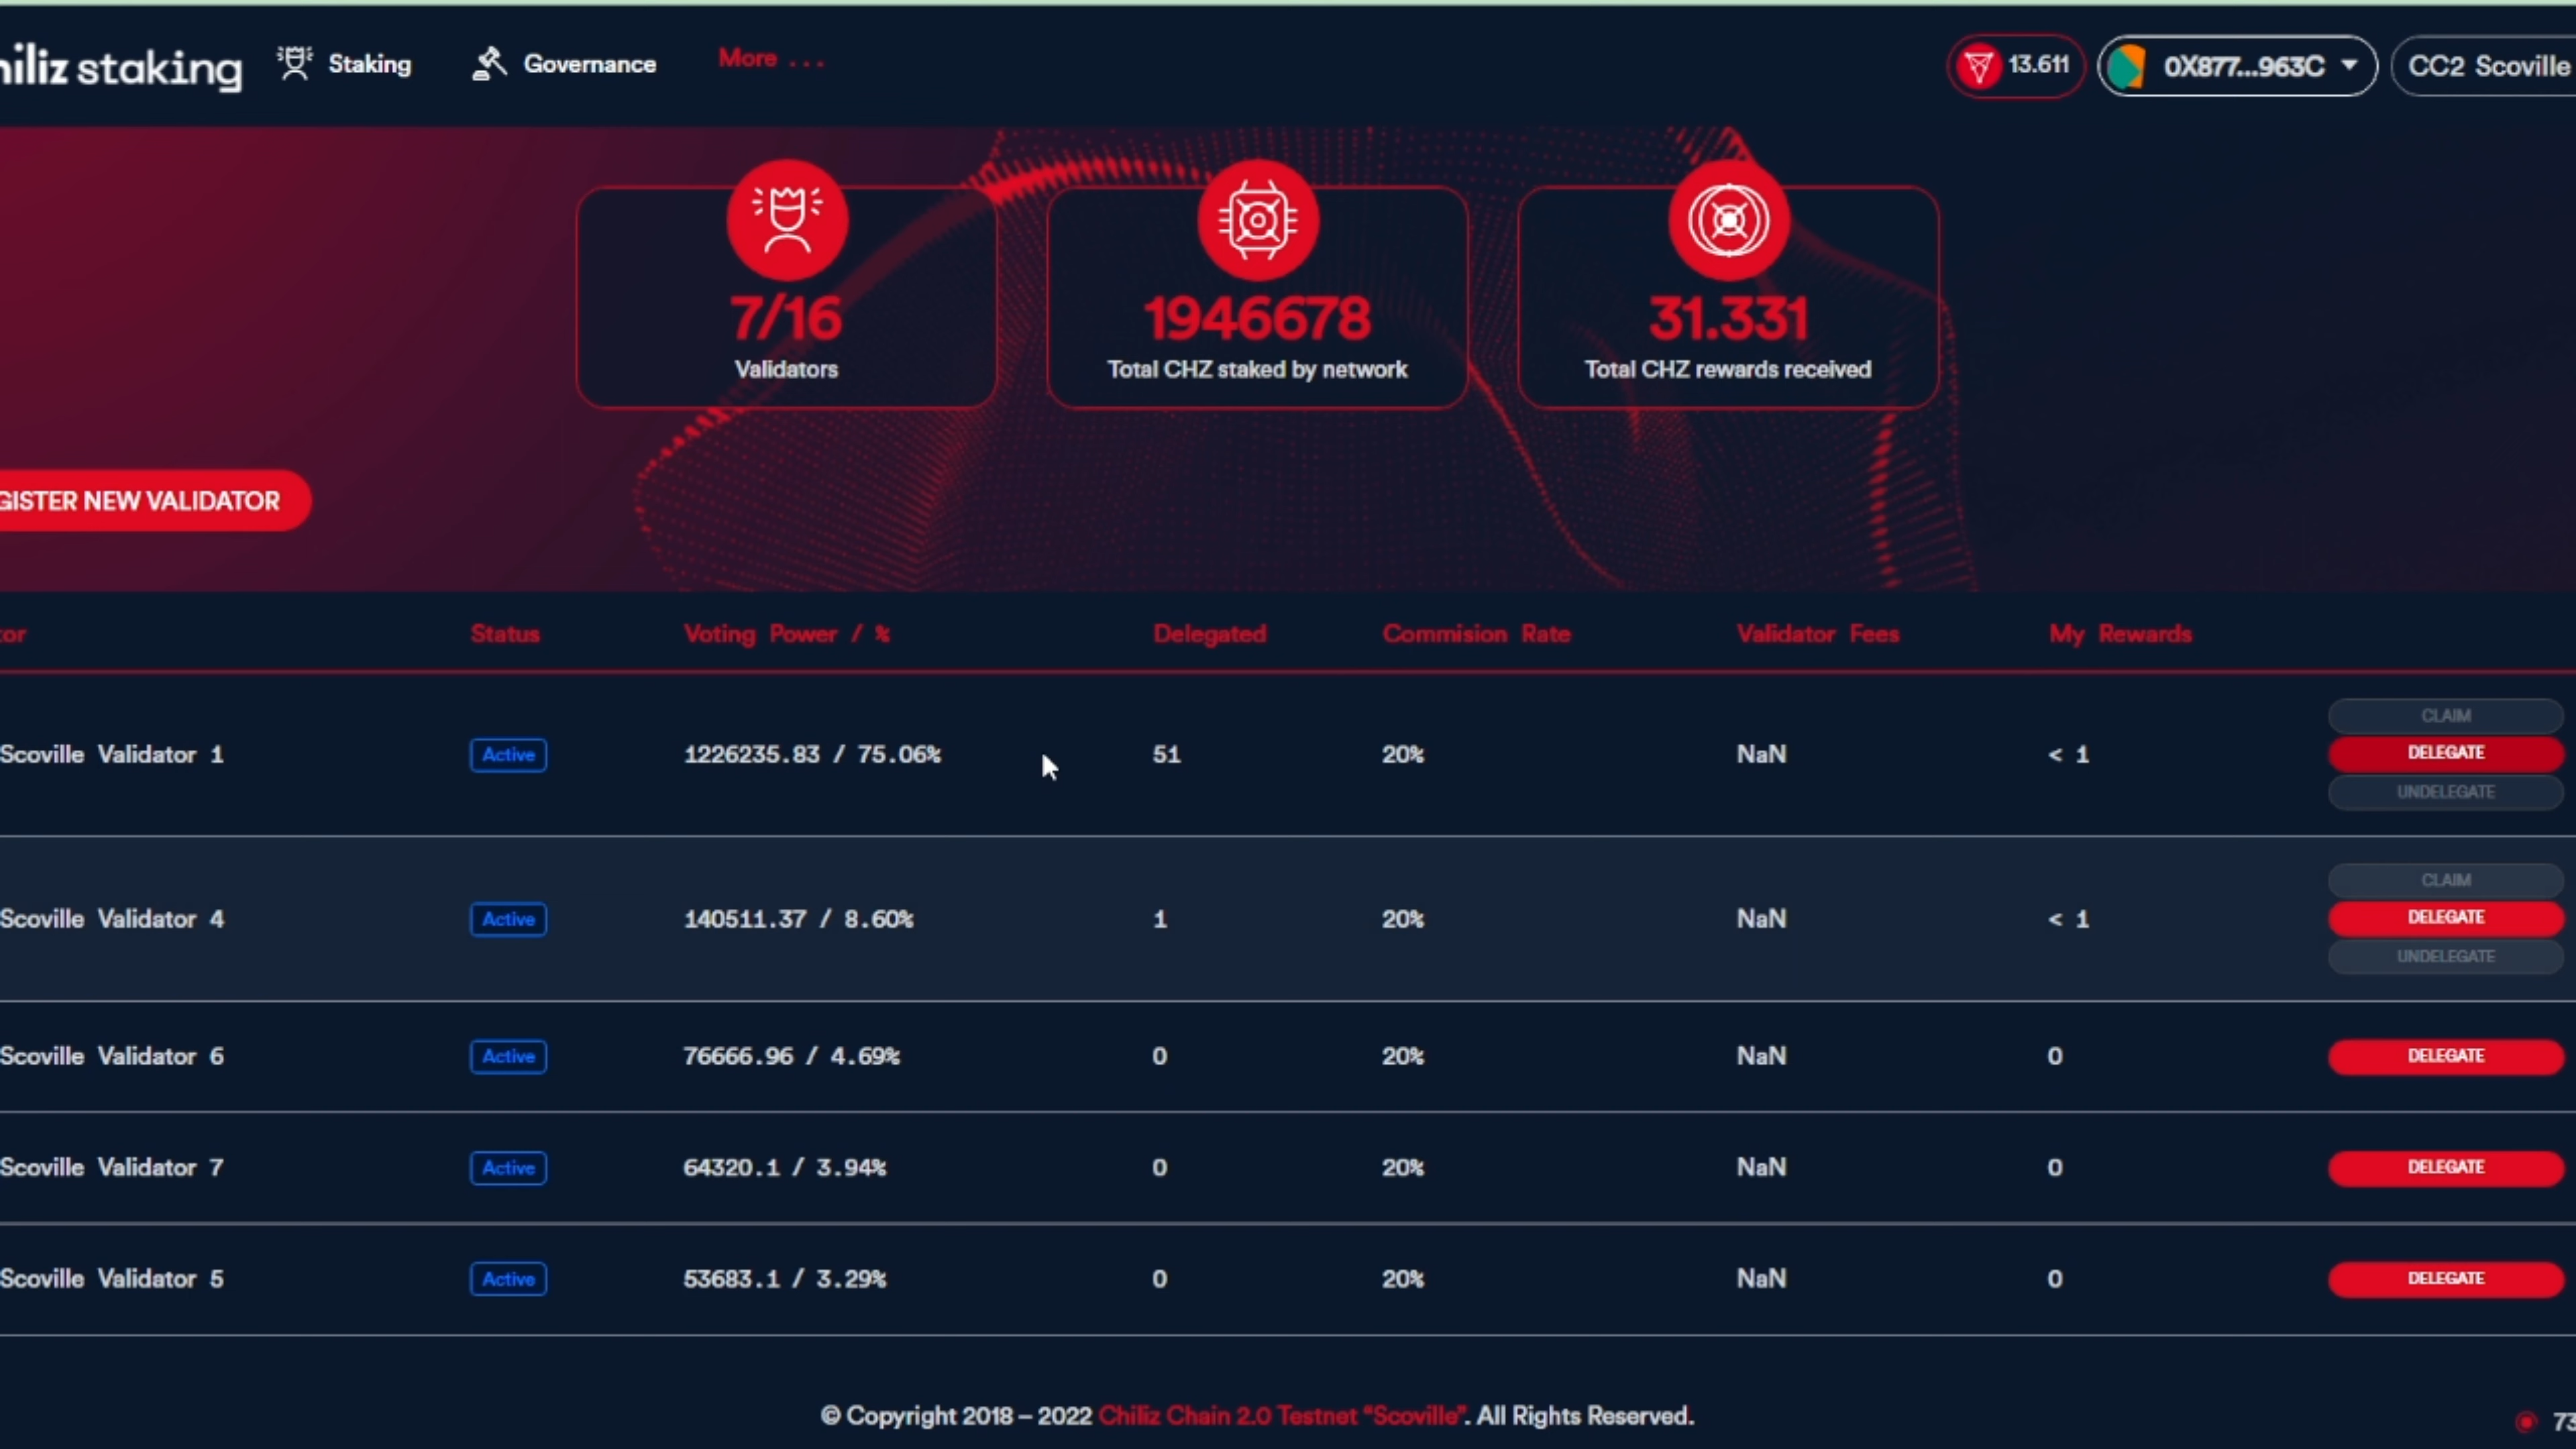 hiliz staking Staking Governance More ... 13.611 0X877...963C CC2 Scoville
7/16 1946678 31.331
Validators Total CHZ staked by network Total CHZ rewards received
GISTER NEW VALIDATOR
tor Status Voting Power / % Delegated Commision Rate Validator Fees My Rewards
CLAIM
Scoville Validator 1 Active 1226235.83 / 75.06% 51 20% NaN < 1 DELEGATE
UNDELEGATE
CLAIM
Scoville Validator 4 Active 140511.37 / 8.60% 1 20% NaN < 1 DELEGATE
UNDELEGATE
Scoville Validator 6 Active 76666.96 / 4.69% 0 20% NaN 0 DELEGATE
Scoville Validator 7 Active 64320.1 / 3.94% 0 20% NaN 0 DELEGATE
Scoville Validator 5 Active 53683.1 / 3.29% 0 20% NaN 0 DELEGATE
© Copyright 2018 – 2022 Chiliz Chain 2.0 Testnet “Scoville”. All Rights Reserved.